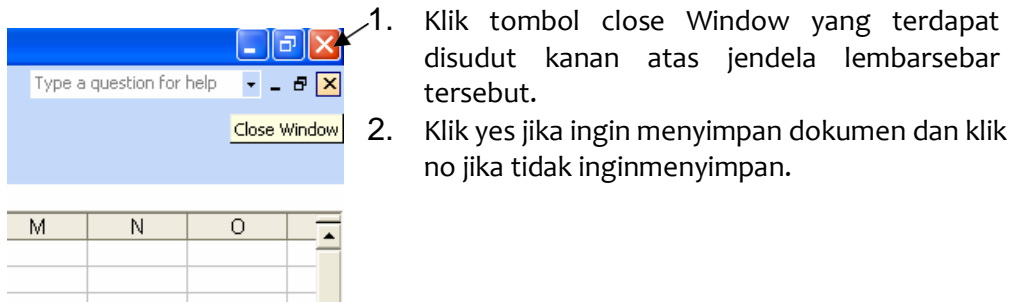 Type a question for help
Close Window
M N O
1. Klik tombol close Window yang terdapat
disudut kanan atas jendela lembarsebar
tersebut.
2. Klik yes jika ingin menyimpan dokumen dan klik
no jika tidak inginmenyimpan.